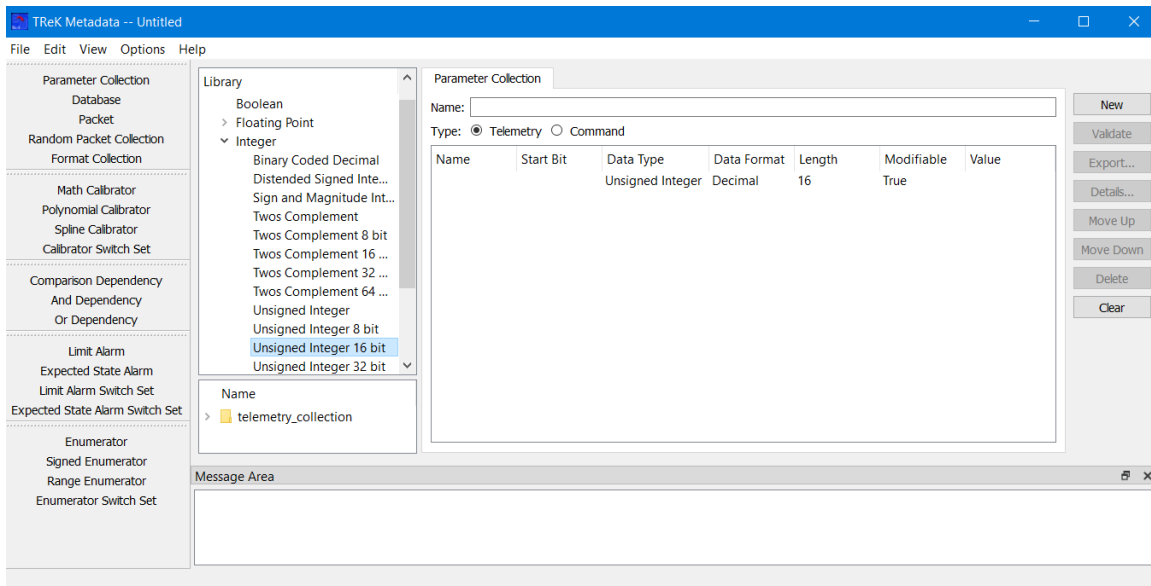 TReK Metadata -- Untitled
File Edit View Options Help
Parameter Collection
Database
Packet
Random Packet Collection
Format Collection
Math Calibrator
Polynomial Calibrator
Spline Calibrator
Calibrator Switch Set
Comparison Dependency
And Dependency
Or Dependency
Limit Alarm
Expected State Alarm
Limit Alarm Switch Set
Expected State Alarm Switch Set
Enumerator
Signed Enumerator
Range Enumerator
Enumerator Switch Set
Library
Boolean
Floating Point
Integer
Binary Coded Decimal
Distended Signed Inte...
Sign and Magnitude Int...
Twos Complement
Twos Complement 8 bit
Twos Complement 16 ...
Twos Complement 32 ...
Twos Complement 64 ...
Unsigned Integer
Unsigned Integer 8 bit
Unsigned Integer 16 bit
Unsigned Integer 32 bit
Name
telemetry_collection
Parameter Collection
Name:
Type: Telemetry Command
Name Start Bit Data Type Data Format Length Modifiable Value
Unsigned Integer Decimal 16 True
New
Validate
Export...
Details...
Move Up
Move Down
Delete
Clear
Message Area